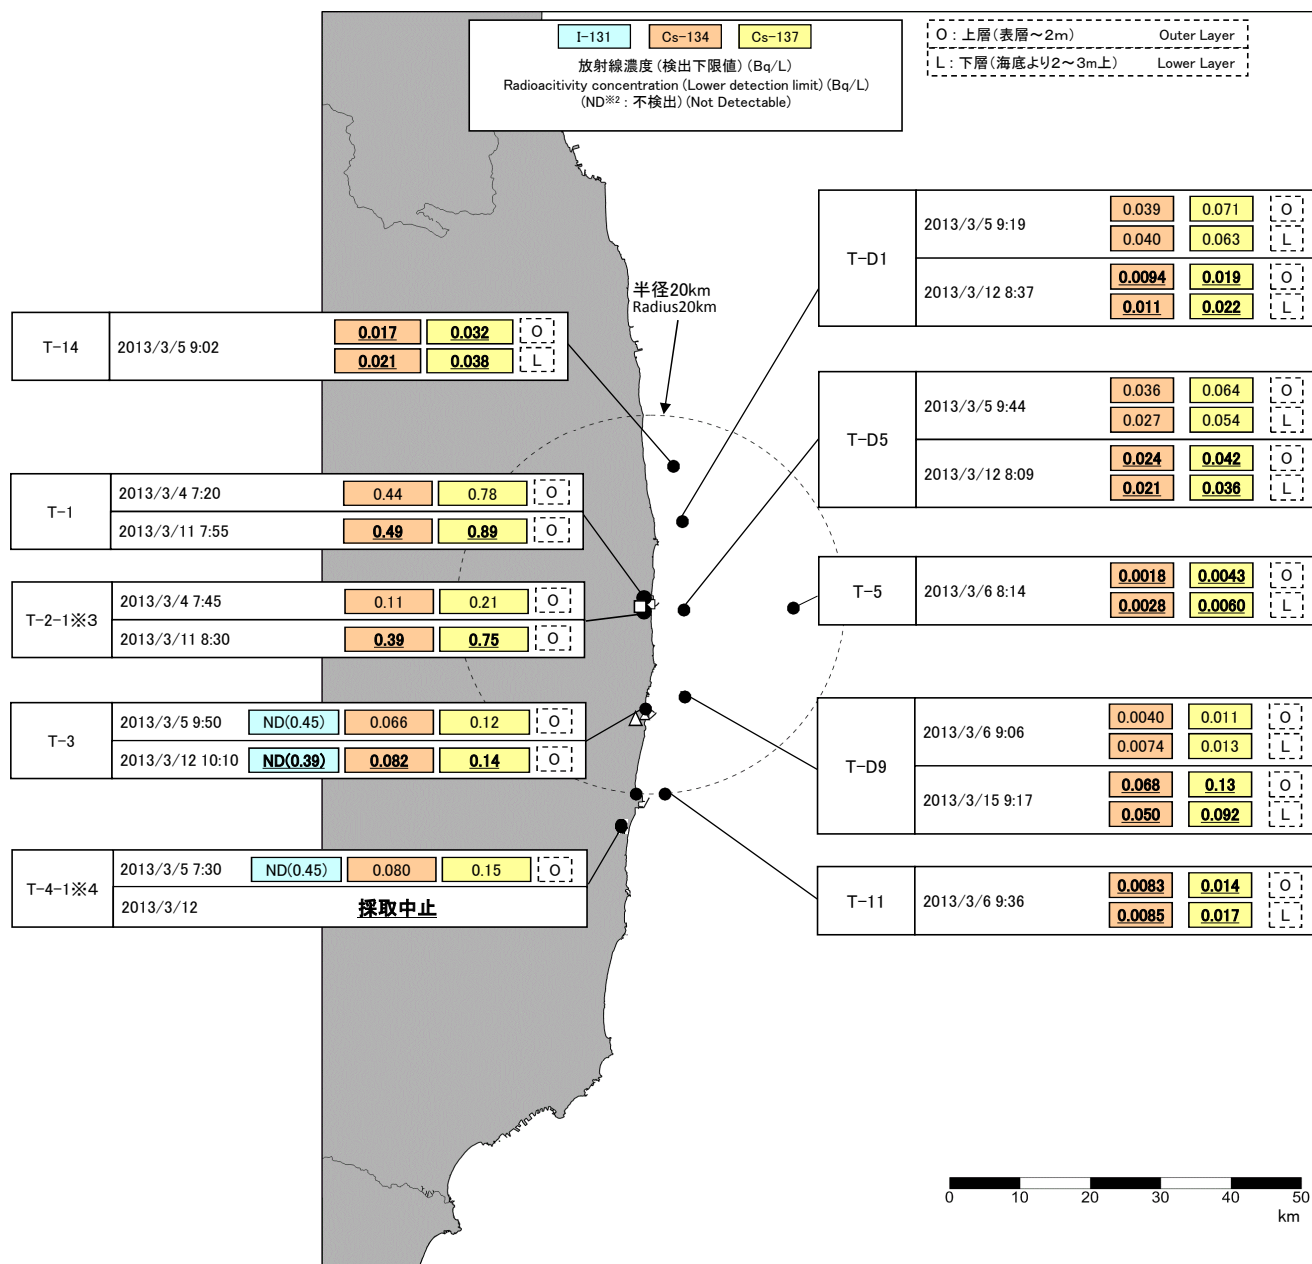 I-131 Cs-134 Cs-137
放射線濃度(検出下限値)(Bq/L)
Radioacitivity concentration (Lower detection limit) (Bq/L)
(ND※2：不検出)(Not Detectable)
O：上層(表層～2m) Outer Layer
L：下層(海底より2～3m上) Lower Layer
半径20km
Radius20km
T-14
2013/3/5 9:02
0.017 0.032 O
0.021 0.038 L
T-1
2013/3/4 7:20 0.44 0.78 O
2013/3/11 7:55 0.49 0.89 O
T-2-1※3
2013/3/4 7:45 0.11 0.21 O
2013/3/11 8:30 0.39 0.75 O
T-3
2013/3/5 9:50 ND(0.45) 0.066 0.12 O
2013/3/12 10:10 ND(0.39) 0.082 0.14 O
T-4-1※4
2013/3/5 7:30 ND(0.45) 0.080 0.15 O
2013/3/12 採取中止
T-D1
2013/3/5 9:19
0.039 0.071 O
0.040 0.063 L
2013/3/12 8:37
0.0094 0.019 O
0.011 0.022 L
T-D5
2013/3/5 9:44
0.036 0.064 O
0.027 0.054 L
2013/3/12 8:09
0.024 0.042 O
0.021 0.036 L
T-5
2013/3/6 8:14
0.0018 0.0043 O
0.0028 0.0060 L
T-D9
2013/3/6 9:06
0.0040 0.011 O
0.0074 0.013 L
2013/3/15 9:17
0.068 0.13 O
0.050 0.092 L
T-11
2013/3/6 9:36
0.0083 0.014 O
0.0085 0.017 L
0 10 20 30 40 50
km